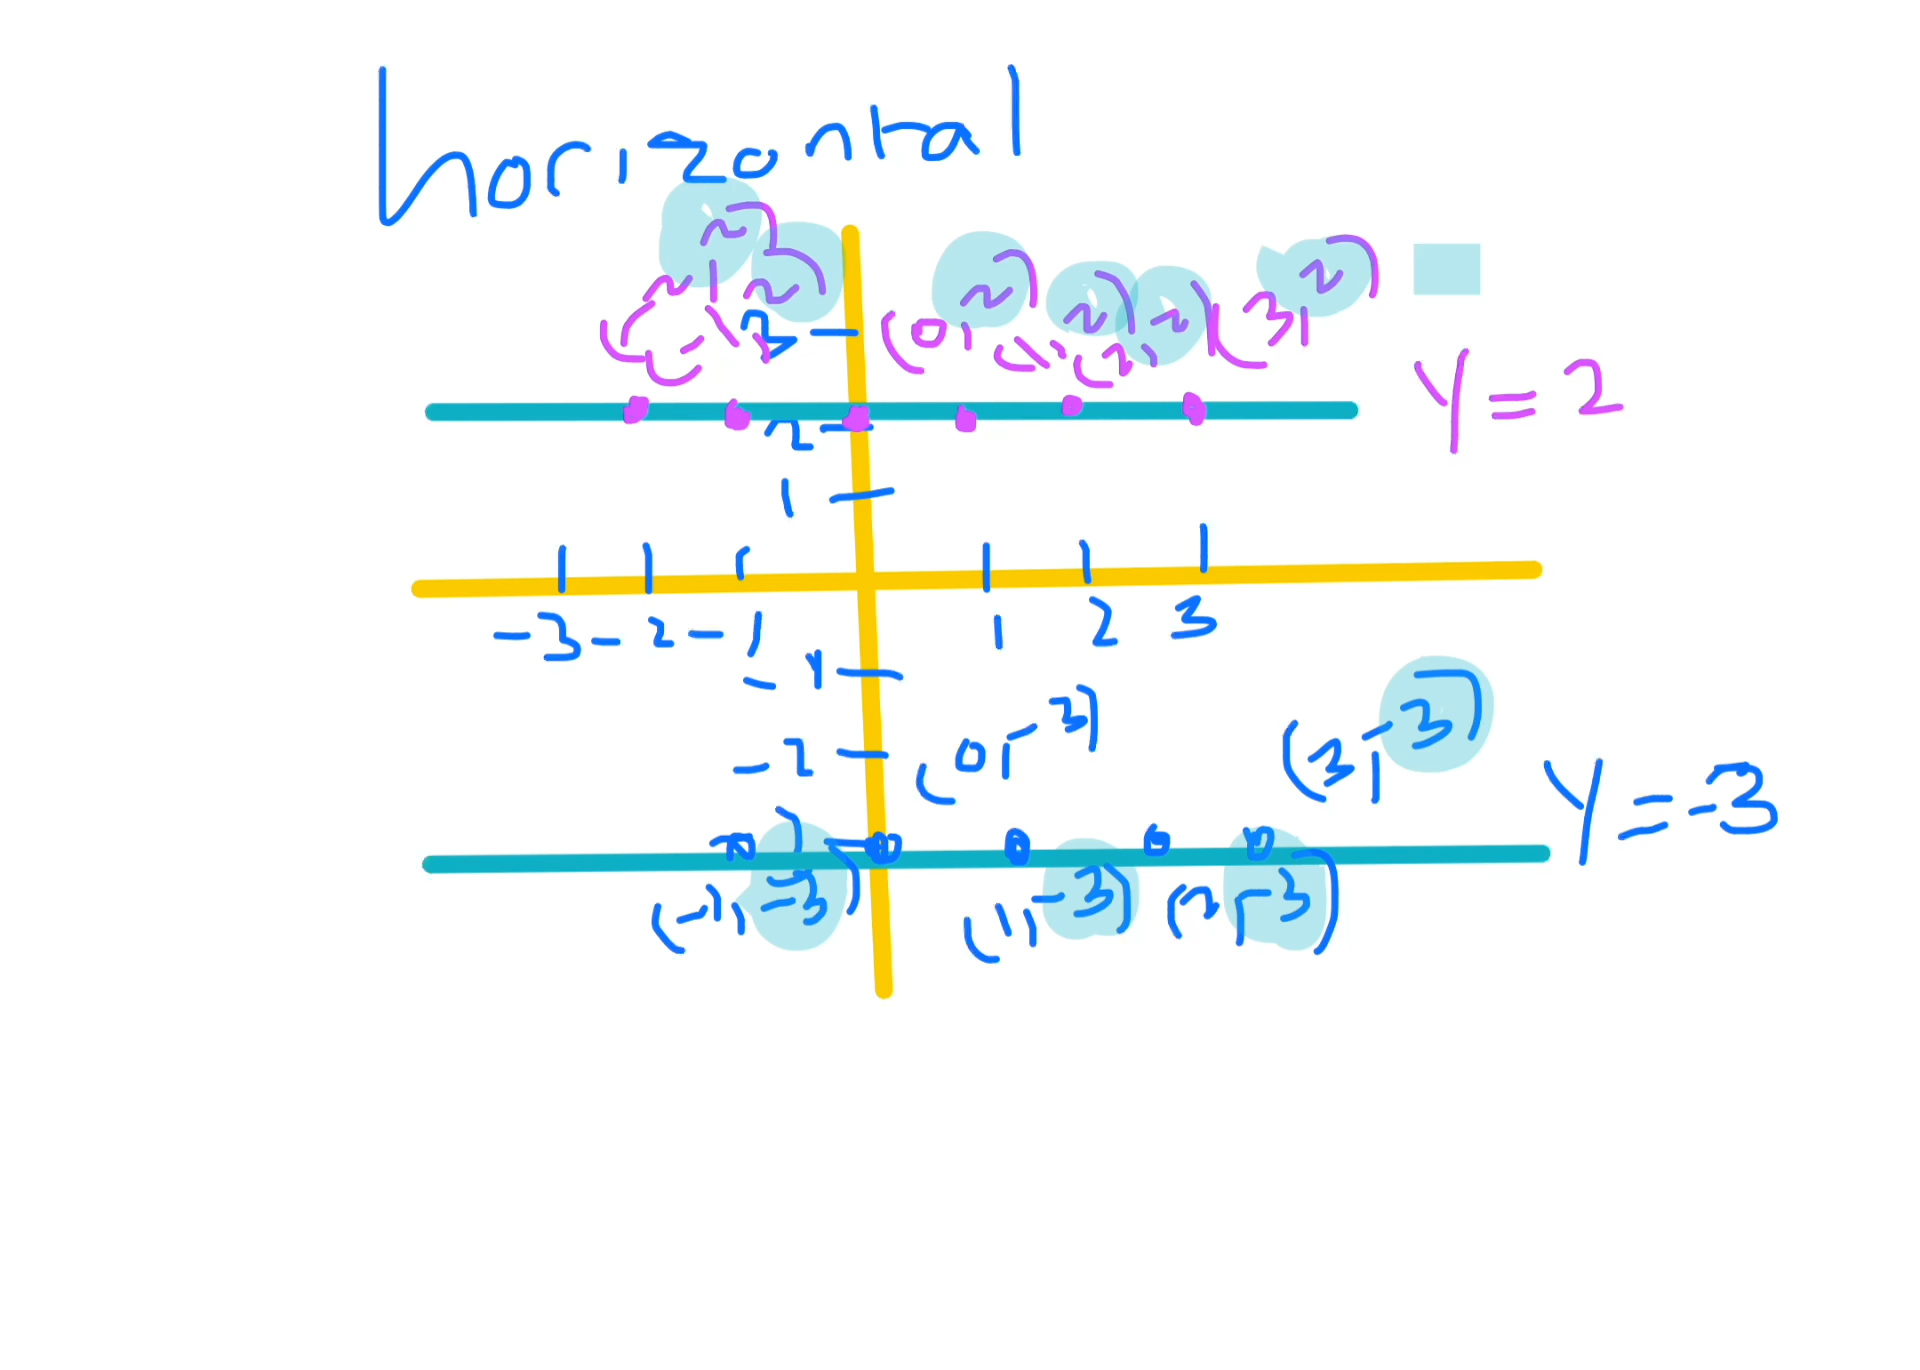 horizontal
(-2,2) (-1,2) (0,2) (1,2) (2,2) (3,2)
3
y=2
2
1
-3 -2 -1 1 2 3
-1
(0,-3) (3,-3)
-2
y=-3
(-1,-3) (1,-3) (2,-3)